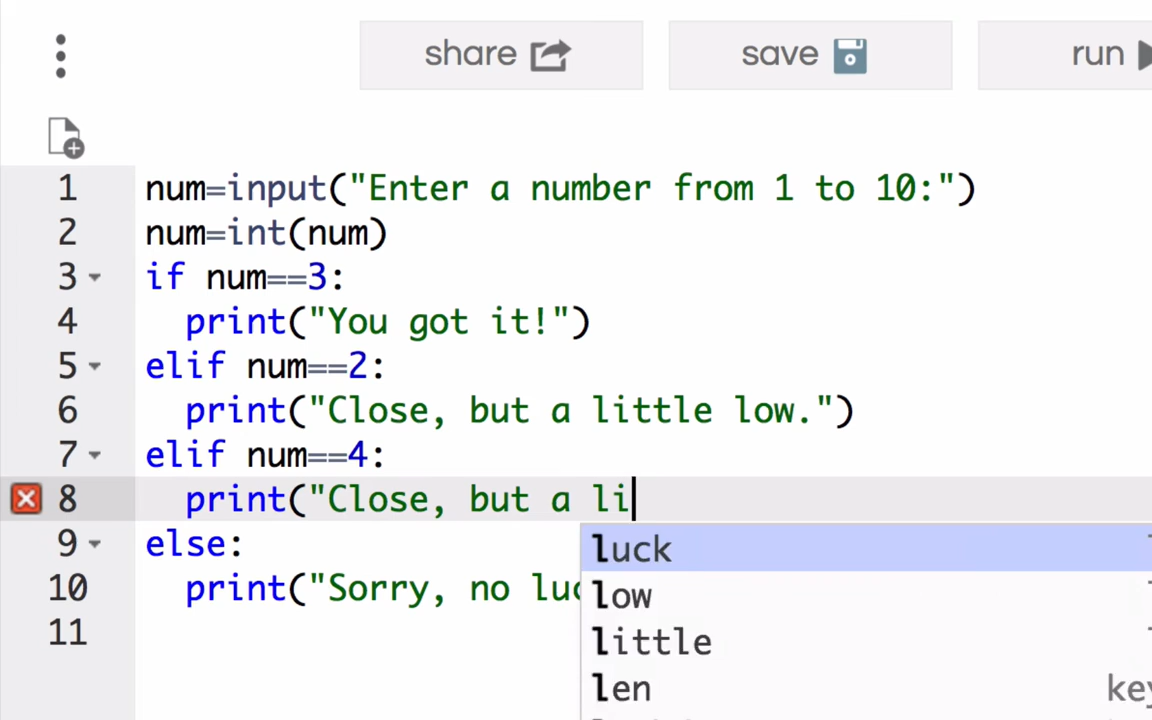 share save run
1 num=input("Enter a number from 1 to 10:")
2 num=int(num)
3 if num==3:
4 print("You got it!")
5 elif num==2:
6 print("Close, but a little low.")
7 elif num==4:
8 print("Close, but a li
luck
9 else:
low
10 print("Sorry, no luc
little
11
len key